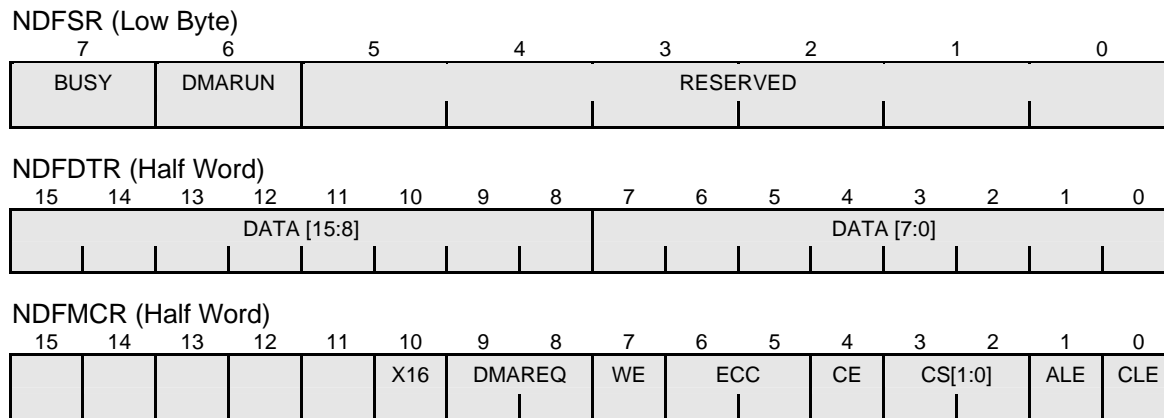 NDFSR (Low Byte)
7 6 5 4 3 2 1 0
BUSY DMARUN RESERVED
NDFDTR (Half Word)
15 14 13 12 11 10 9 8 7 6 5 4 3 2 1 0
DATA [15:8] DATA [7:0]
NDFMCR (Half Word)
15 14 13 12 11 10 9 8 7 6 5 4 3 2 1 0
X16 DMAREQ WE ECC CE CS[1:0] ALE CLE